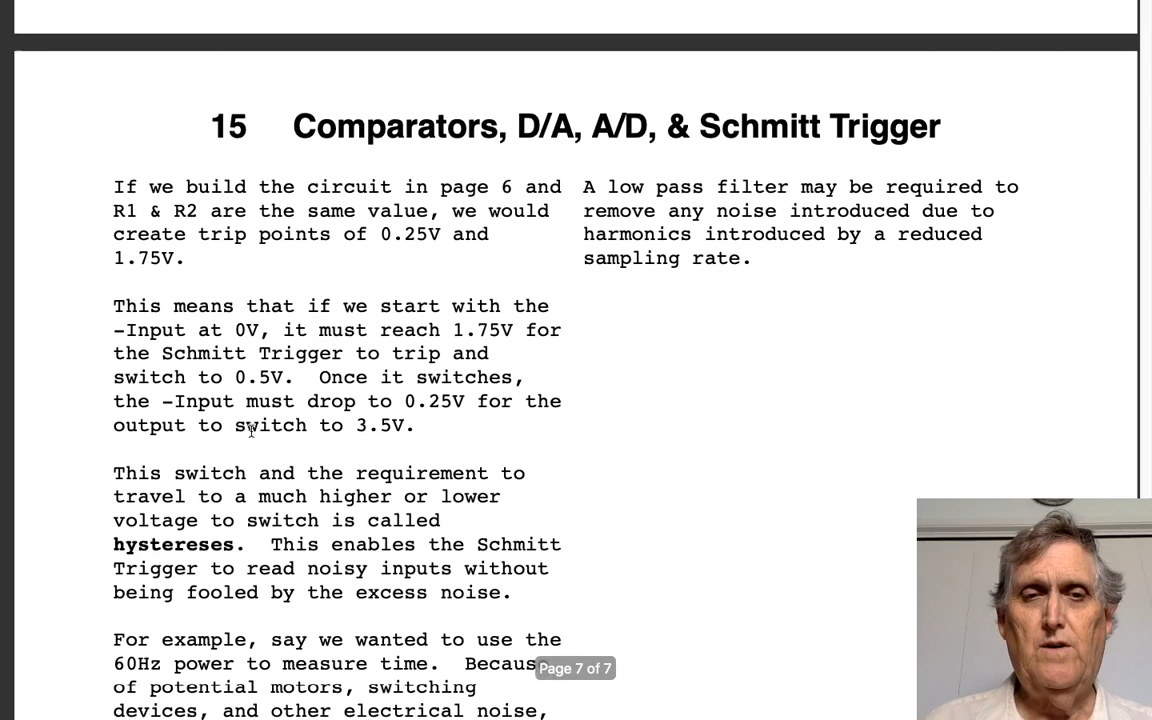 15 Comparators, D/A, A/D, & Schmitt Trigger
If we build the circuit in page 6 and
R1 & R2 are the same value, we would
create trip points of 0.25V and
1.75V.
This means that if we start with the
-Input at 0V, it must reach 1.75V for
the Schmitt Trigger to trip and
switch to 0.5V. Once it switches,
the -Input must drop to 0.25V for the
output to switch to 3.5V.
This switch and the requirement to
travel to a much higher or lower
voltage to switch is called
hystereses. This enables the Schmitt
Trigger to read noisy inputs without
being fooled by the excess noise.
For example, say we wanted to use the
60Hz power to measure time. Becaus
of potential motors, switching
devices, and other electrical noise,
A low pass filter may be required to
remove any noise introduced due to
harmonics introduced by a reduced
sampling rate.
Page 7 of 7